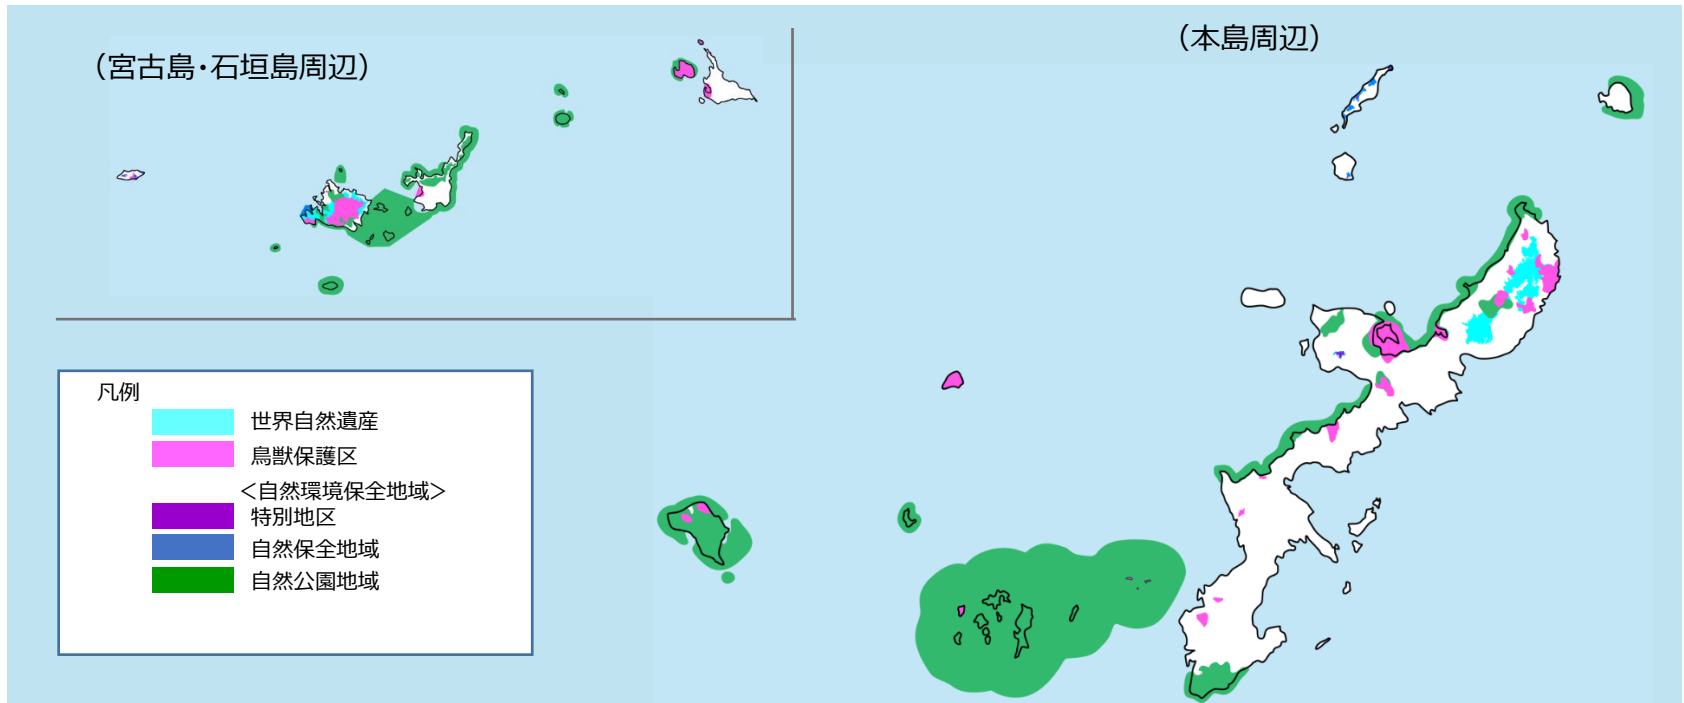 （宮古島・石垣島周辺）
（本島周辺）
凡例
世界自然遺産
鳥獣保護区
＜自然環境保全地域＞
特別地区
自然保全地域
自然公園地域